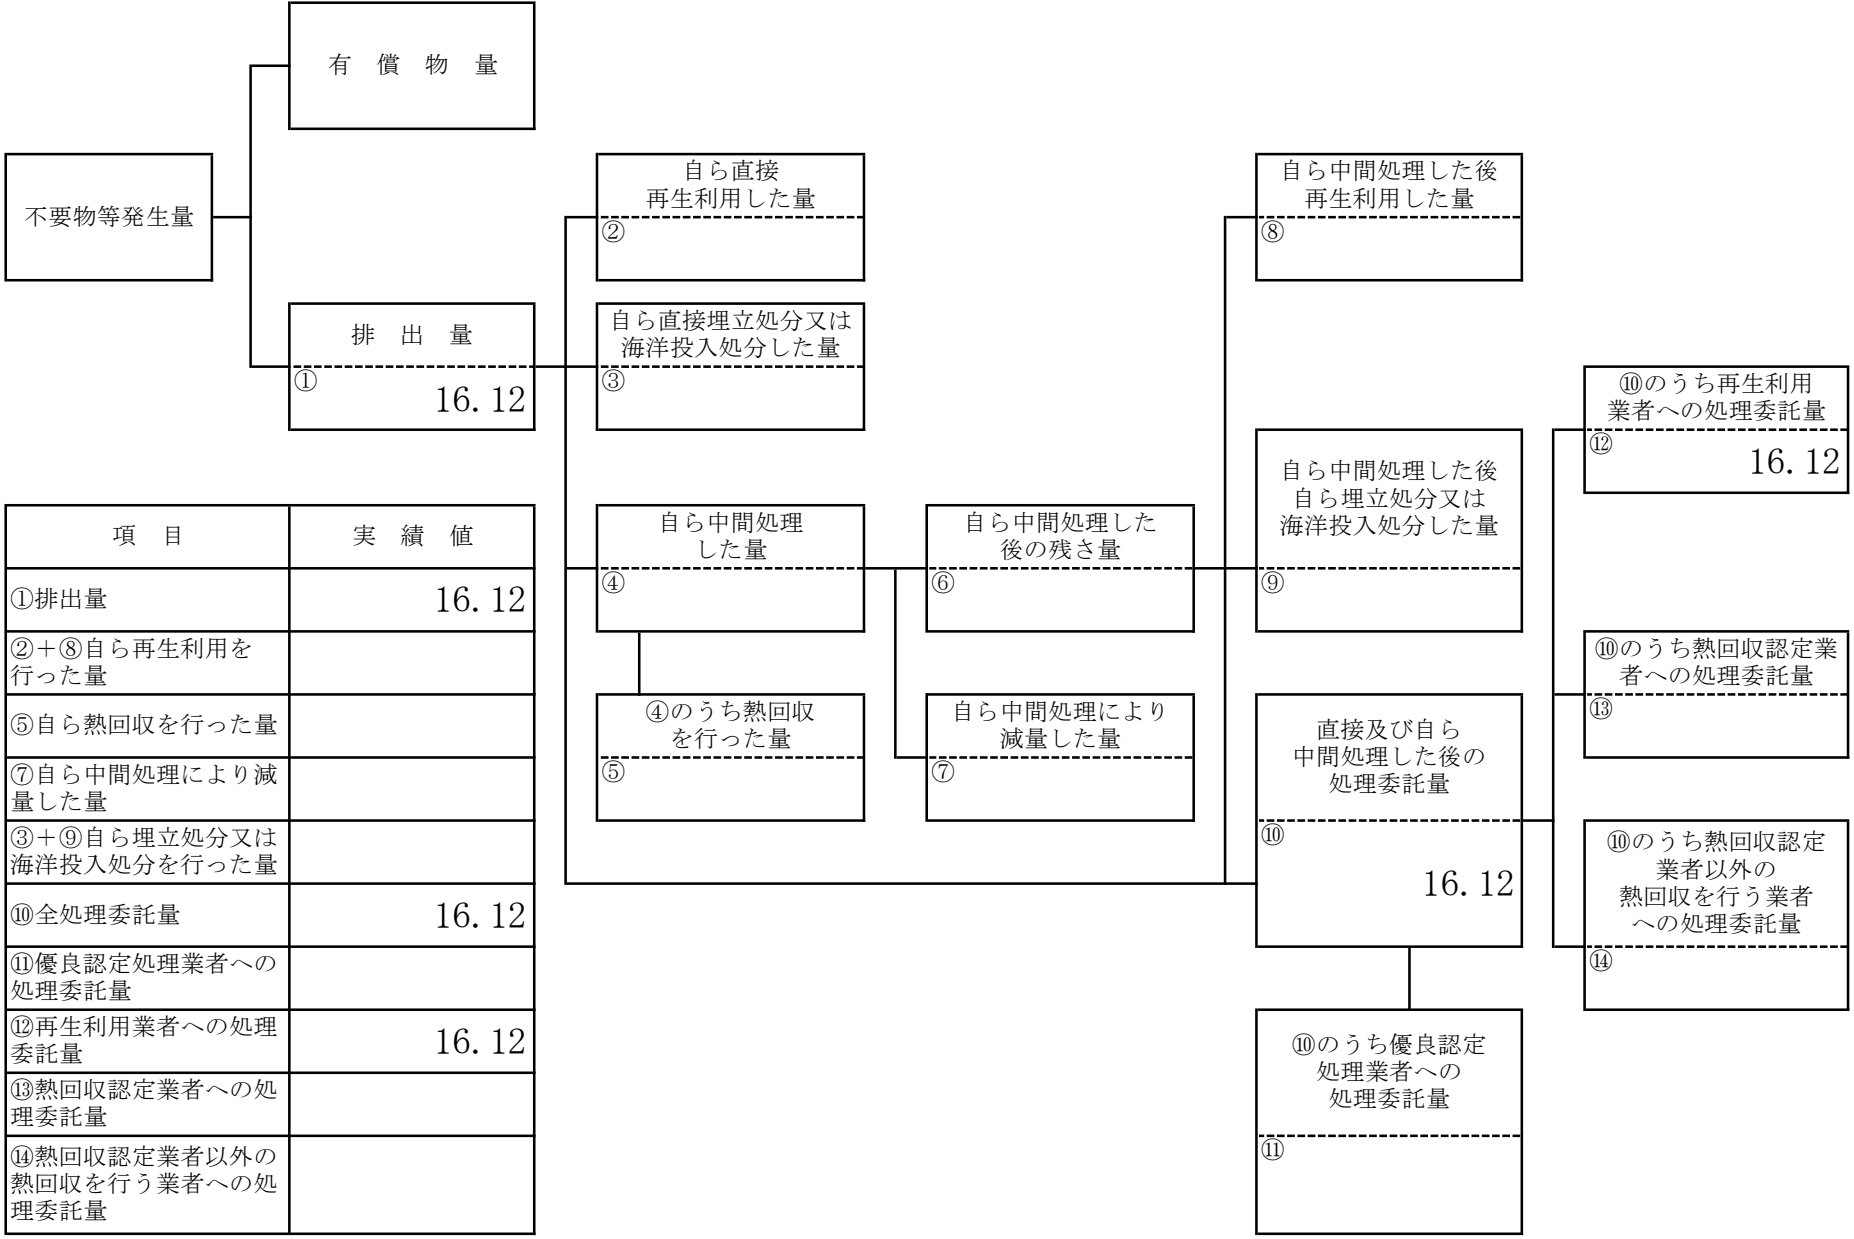 有 償 物 量
不要物等発生量
排 出 量
①
16.12
自ら直接
再生利用した量
②
自ら直接埋立処分又は
海洋投入処分した量
③
自ら中間処理
した量
④
④のうち熱回収
を行った量
⑤
自ら中間処理した
後の残さ量
⑥
自ら中間処理により
減量した量
⑦
自ら中間処理した後
再生利用した量
⑧
自ら中間処理した後
自ら埋立処分又は
海洋投入処分した量
⑨
直接及び自ら
中間処理した後の
処理委託量
⑩
16.12
⑩のうち優良認定
処理業者への
処理委託量
⑪
⑩のうち再生利用
業者への処理委託量
⑫
16.12
⑩のうち熱回収認定業
者への処理委託量
⑬
⑩のうち熱回収認定
業者以外の
熱回収を行う業者
への処理委託量
⑭
項 目 実 績 値
①排出量 16.12
②+⑧自ら再生利用を
行った量
⑤自ら熱回収を行った量
⑦自ら中間処理により減
量した量
③+⑨自ら埋立処分又は
海洋投入処分を行った量
⑩全処理委託量 16.12
⑪優良認定処理業者への
処理委託量
⑫再生利用業者への処理
委託量 16.12
⑬熱回収認定業者への処
理委託量
⑭熱回収認定業者以外の
熱回収を行う業者への処
理委託量